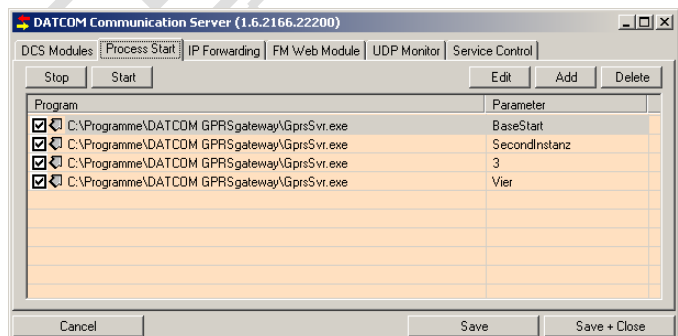 DATCOM Communication Server (1.6.2166.22200)
DCS Modules Process Start IP Forwarding FM Web Module UDP Monitor Service Control
Stop Start Edit Add Delete
Program Parameter
C:\Programme\DATCOM GPRSgateway\GprsSvr.exe BaseStart
C:\Programme\DATCOM GPRSgateway\GprsSvr.exe SecondInstanz
C:\Programme\DATCOM GPRSgateway\GprsSvr.exe 3
C:\Programme\DATCOM GPRSgateway\GprsSvr.exe Vier
Cancel Save Save + Close